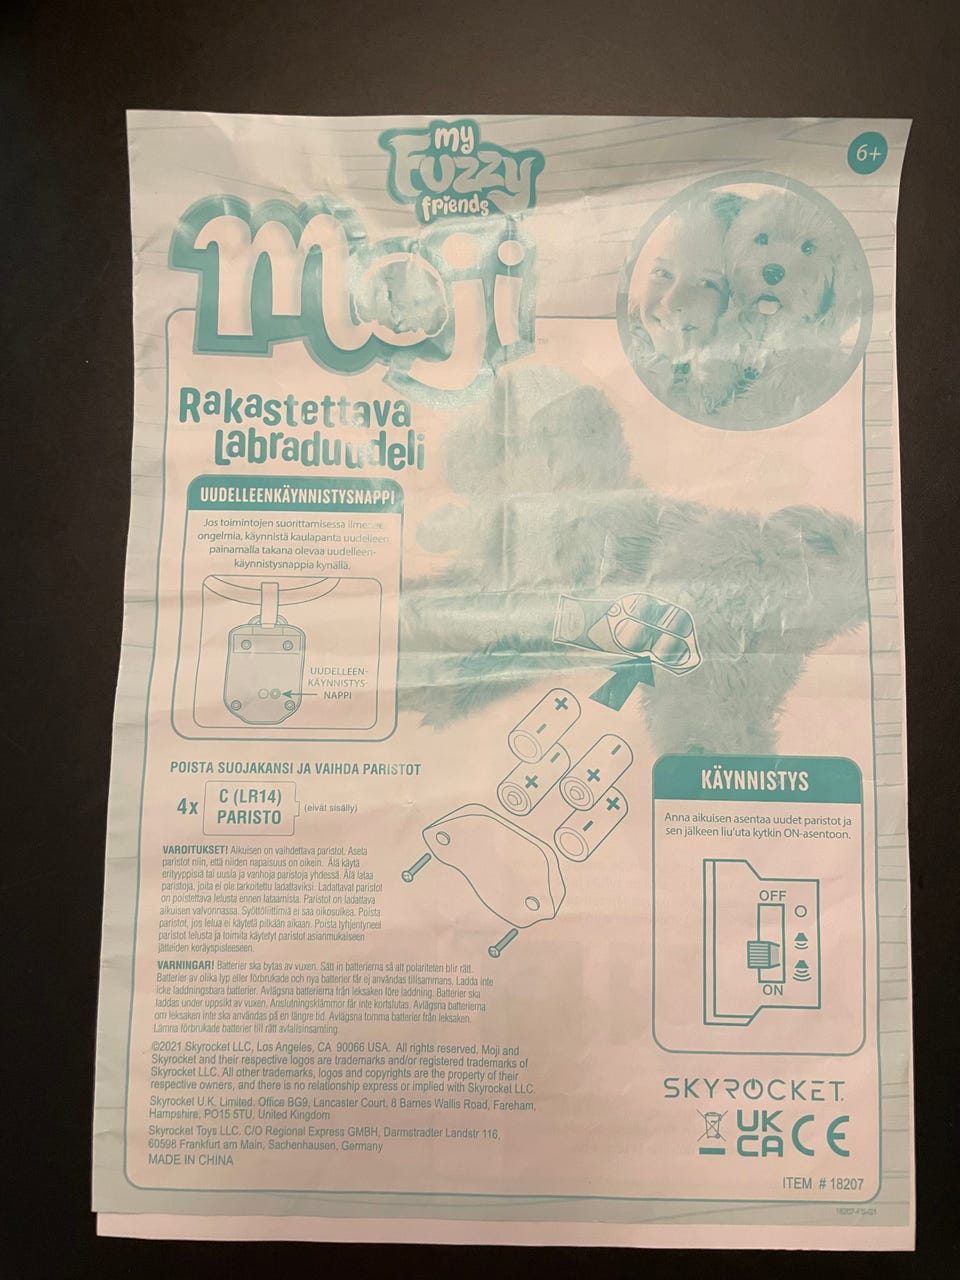 my
Fuzzy
friends
Moji
™
6+
Rakastettava
Labraduudeli
UUDELLEENKÄYNNISTYSNAPPI
Jos toimintojen suorittamisessa ilmenee
ongelmia, käynnistä kaulapanta uudelleen
painamalla takana olevaa uudelleen-
käynnistysnappia kynällä.
UUDELLEEN-
KÄYNNISTYS-
NAPPI
POISTA SUOJAKANSI JA VAIHDA PARISTOT
4x
C (LR14)
PARISTO
(eivät sisälly)
VAROITUKSET! Aikuisen on vaihdettava paristot. Aseta
paristot niin, että niiden napaisuus on oikein. Älä käytä
erityyppisiä tai uusia ja vanhoja paristoja yhdessä. Älä lataa
paristoja, joita ei ole tarkoitettu ladattaviksi. Ladattavat paristot
on poistettava lelusta ennen lataamista. Paristot on ladattava
aikuisen valvonnassa. Syöttöliittimiä ei saa oikosulkea. Poista
paristot, jos lelua ei käytetä pitkään aikaan. Poista tyhjentyneet
paristot lelusta ja toimita käytetyt paristot asianmukaiseen
jätteiden keräyspisteeseen.
VARNINGAR! Batterier ska bytas av vuxen. Sätt in batterierna så att polariteten blir rätt.
Batterier av olika typ eller förbrukade och nya batterier får ej användas tillsammans. Ladda inte
icke laddningsbara batterier. Avlägsna batterierna från leksaken före laddning. Batterier ska
laddas under uppsikt av vuxen. Anslutningsklämmor får inte kortslutas. Avlägsna batterierna
om leksaken inte ska användas på en längre tid. Avlägsna tomma batterier från leksaken.
Lämna förbrukade batterier till rätt avfallsinsamling.
©2021 Skyrocket LLC, Los Angeles, CA 90066 USA. All rights reserved. Moji and
Skyrocket and their respective logos are trademarks and/or registered trademarks of
Skyrocket LLC. All other trademarks, logos and copyrights are the property of their
respective owners, and there is no relationship express or implied with Skyrocket LLC.
Skyrocket U.K. Limited. Office BG9, Lancaster Court, 8 Barnes Wallis Road, Fareham,
Hampshire, PO15 5TU, United Kingdom
Skyrocket Toys LLC. C/O Regional Express GMBH, Darmstradter Landstr 116,
60598 Frankfurt am Main, Sachenhausen, Germany
MADE IN CHINA
KÄYNNISTYS
Anna aikuisen asentaa uudet paristot ja
sen jälkeen liu'uta kytkin ON-asentoon.
OFF
ON
SKYROCKET.
UK
CA
CE
ITEM # 18207